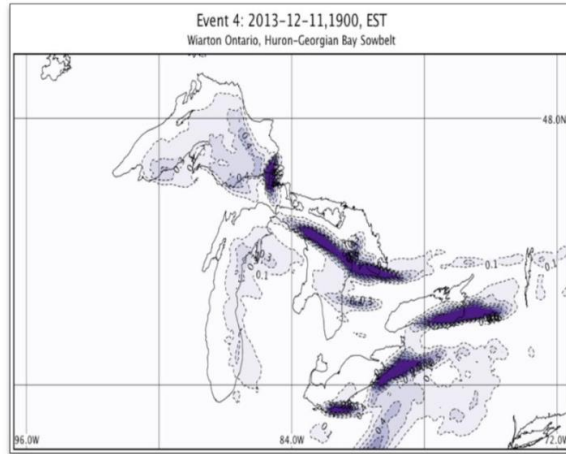 Event 4: 2013-12-11,1900, EST
Wiarton Ontario, Huron-Georgian Bay Sowbelt
48.0N
0.1
0.1
0.1
96.0W
84.0W
72.0W